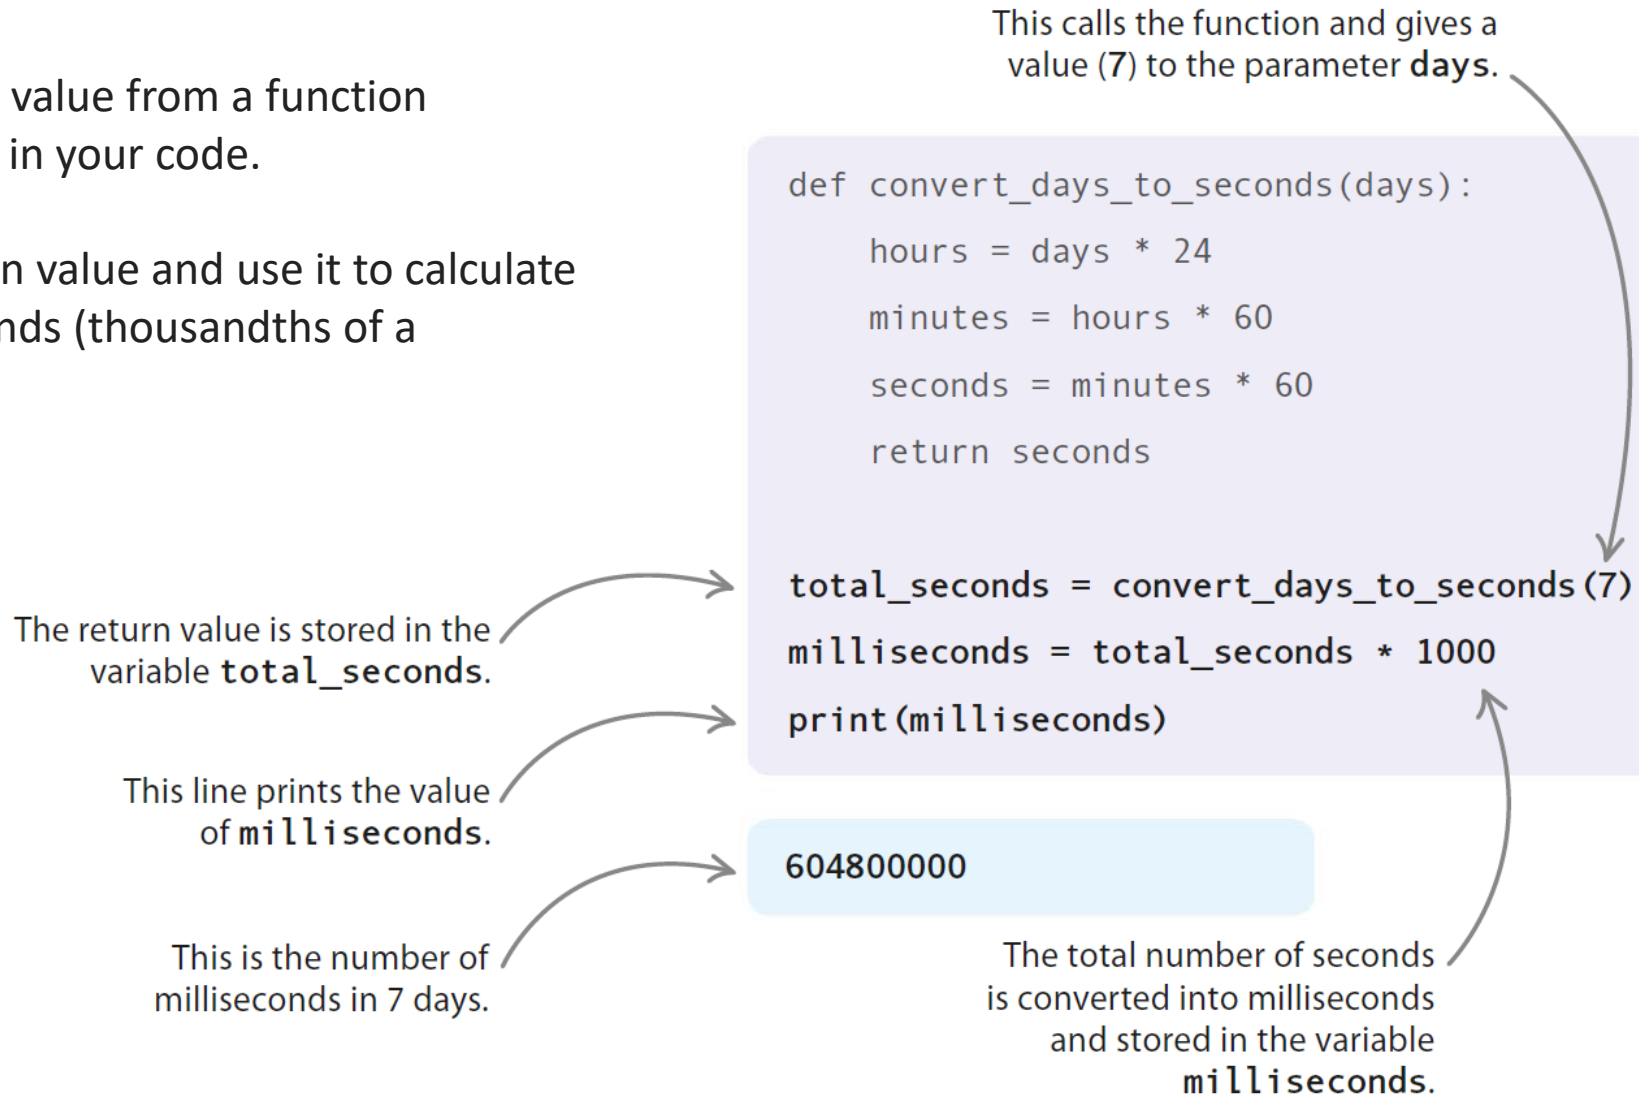 This calls the function and gives a
value (7) to the parameter days.
value from a function
in your code.
n value and use it to calculate
nds (thousandths of a
def convert_days_to_seconds(days):
    hours = days * 24
    minutes = hours * 60
    seconds = minutes * 60
    return seconds
total_seconds = convert_days_to_seconds(7)
milliseconds = total_seconds * 1000
print(milliseconds)
The return value is stored in the
variable total_seconds.
This line prints the value
of milliseconds.
604800000
This is the number of
milliseconds in 7 days.
The total number of seconds
is converted into milliseconds
and stored in the variable
milliseconds.